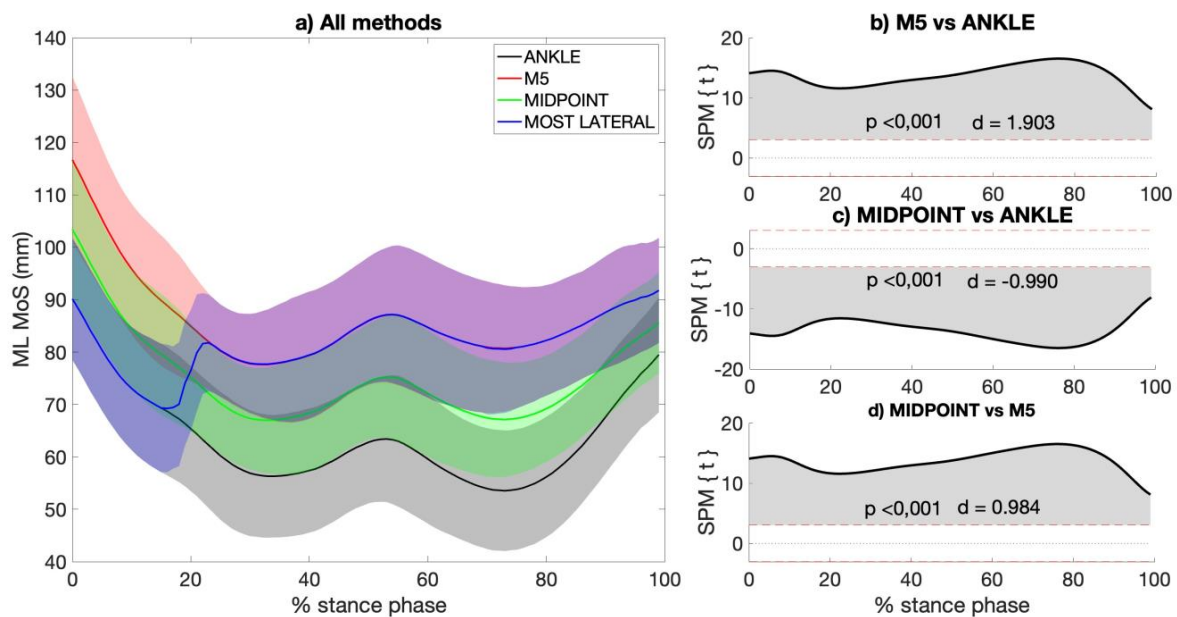 a) All methods
140
130
120
110
100
90
80
70
60
50
40
ML MoS (mm)
ANKLE
M5
MIDPOINT
MOST LATERAL
0 20 40 60 80 100
% stance phase
b) M5 vs ANKLE
20
10
0
SPM { t }
p <0,001 d = 1.903
0 20 40 60 80 100
c) MIDPOINT vs ANKLE
0
-10
-20
SPM { t }
p <0,001 d = -0.990
0 20 40 60 80 100
d) MIDPOINT vs M5
20
10
0
SPM { t }
p <0,001 d = 0.984
0 20 40 60 80 100
% stance phase